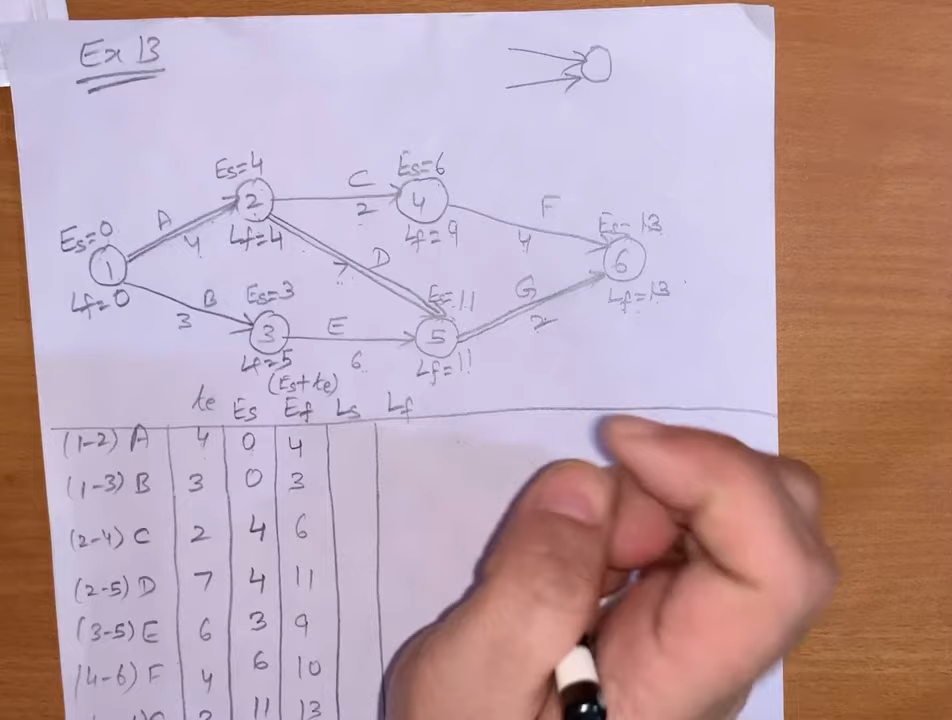 Ex 13
Es=4
Es=6
Es=0
A
4
2
C
2
4
F
4
Es=13
1
Lf=4
Lf=9
D
7
6
Lf=0
B
3
Es=3
Es=11
G
2
Lf=13
3
E
6
5
Lf=5
Lf=11
(Es+te)
te Es Ef Ls Lf
(1-2) A 4 0 4
(1-3) B 3 0 3
(2-4) C 2 4 6
(2-5) D 7 4 11
(3-5) E 6 3 9
(4-6) F 4 6 10
11 13